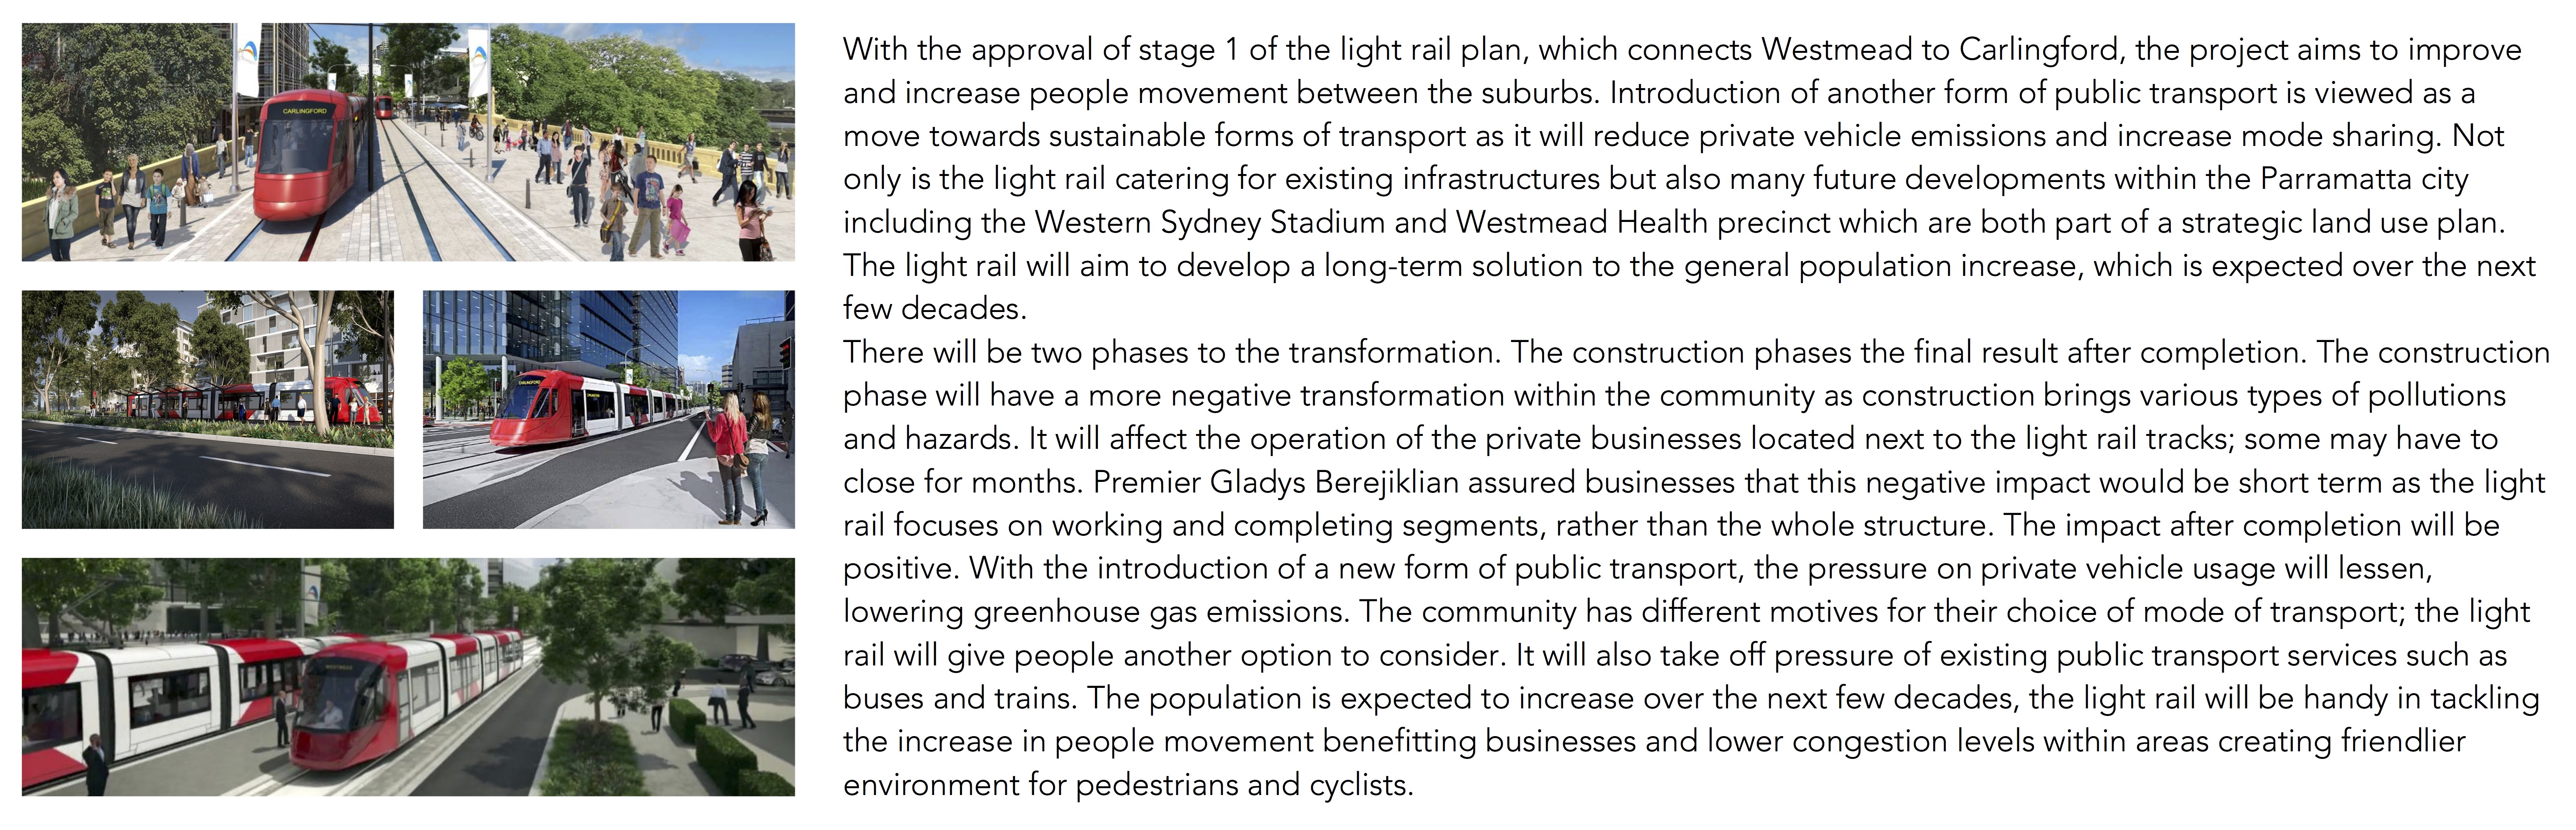 CARLINGFORD
CARLINGFORD
With the approval of stage 1 of the light rail plan, which connects Westmead to Carlingford, the project aims to improve
and increase people movement between the suburbs. Introduction of another form of public transport is viewed as a
move towards sustainable forms of transport as it will reduce private vehicle emissions and increase mode sharing. Not
only is the light rail catering for existing infrastructures but also many future developments within the Parramatta city
including the Western Sydney Stadium and Westmead Health precinct which are both part of a strategic land use plan.
The light rail will aim to develop a long-term solution to the general population increase, which is expected over the next
few decades.
There will be two phases to the transformation. The construction phases the final result after completion. The construction
phase will have a more negative transformation within the community as construction brings various types of pollutions
and hazards. It will affect the operation of the private businesses located next to the light rail tracks; some may have to
close for months. Premier Gladys Berejiklian assured businesses that this negative impact would be short term as the light
rail focuses on working and completing segments, rather than the whole structure. The impact after completion will be
positive. With the introduction of a new form of public transport, the pressure on private vehicle usage will lessen,
lowering greenhouse gas emissions. The community has different motives for their choice of mode of transport; the light
rail will give people another option to consider. It will also take off pressure of existing public transport services such as
buses and trains. The population is expected to increase over the next few decades, the light rail will be handy in tackling
the increase in people movement benefitting businesses and lower congestion levels within areas creating friendlier
environment for pedestrians and cyclists.